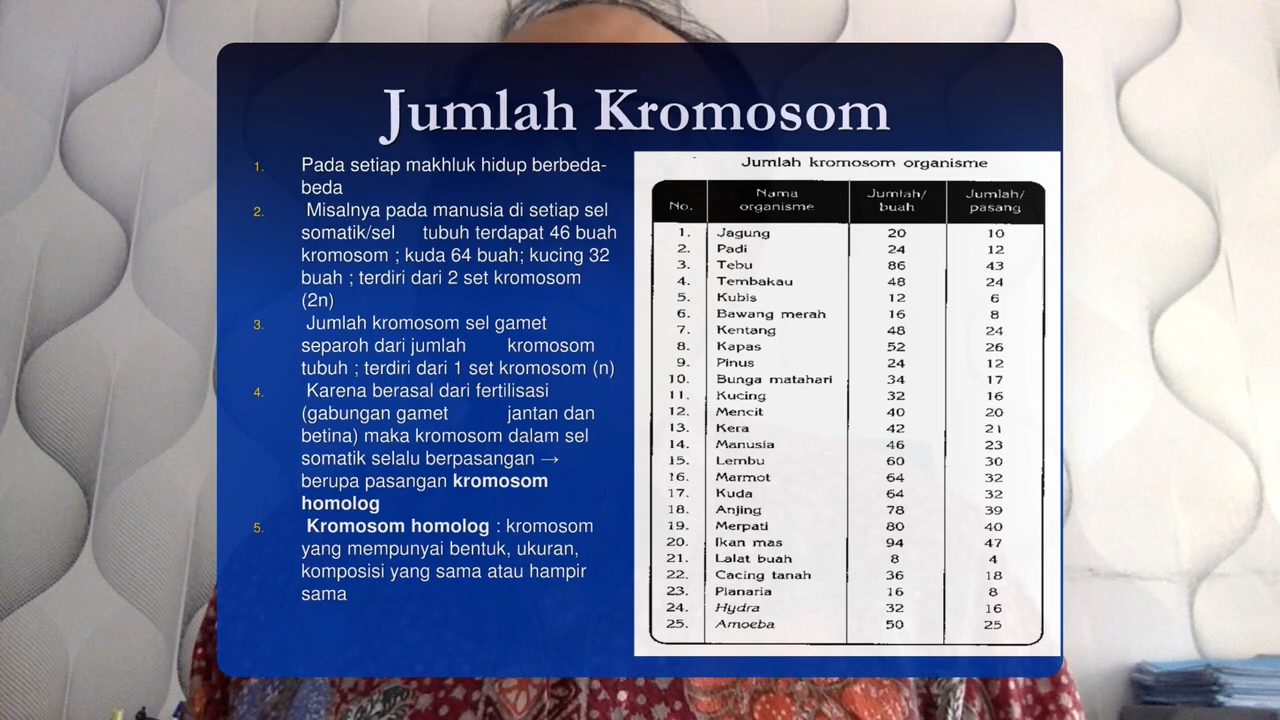 Jumlah Kromosom
1. Pada setiap makhluk hidup berbeda-
beda
2. Misalnya pada manusia di setiap sel
somatik/sel tubuh terdapat 46 buah
kromosom ; kuda 64 buah; kucing 32
buah ; terdiri dari 2 set kromosom
(2n)
3. Jumlah kromosom sel gamet
separoh dari jumlah kromosom
tubuh ; terdiri dari 1 set kromosom (n)
4. Karena berasal dari fertilisasi
(gabungan gamet jantan dan
betina) maka kromosom dalam sel
somatik selalu berpasangan →
berupa pasangan kromosom
homolog
5. Kromosom homolog : kromosom
yang mempunyai bentuk, ukuran,
komposisi yang sama atau hampir
sama
Jumlah kromosom organisme
No. Nama organisme Jumlah/ buah Jumlah/ pasang
1. Jagung 20 10
2. Padi 24 12
3. Tebu 86 43
4. Tembakau 48 24
5. Kubis 12 6
6. Bawang merah 16 8
7. Kentang 48 24
8. Kapas 52 26
9. Pinus 24 12
10. Bunga matahari 34 17
11. Kucing 32 16
12. Mencit 40 20
13. Kera 42 21
14. Manusia 46 23
15. Lembu 60 30
16. Marmot 64 32
17. Kuda 64 32
18. Anjing 78 39
19. Merpati 80 40
20. Ikan mas 94 47
21. Lalat buah 8 4
22. Cacing tanah 36 18
23. Planaria 16 8
24. Hydra 32 16
25. Amoeba 50 25